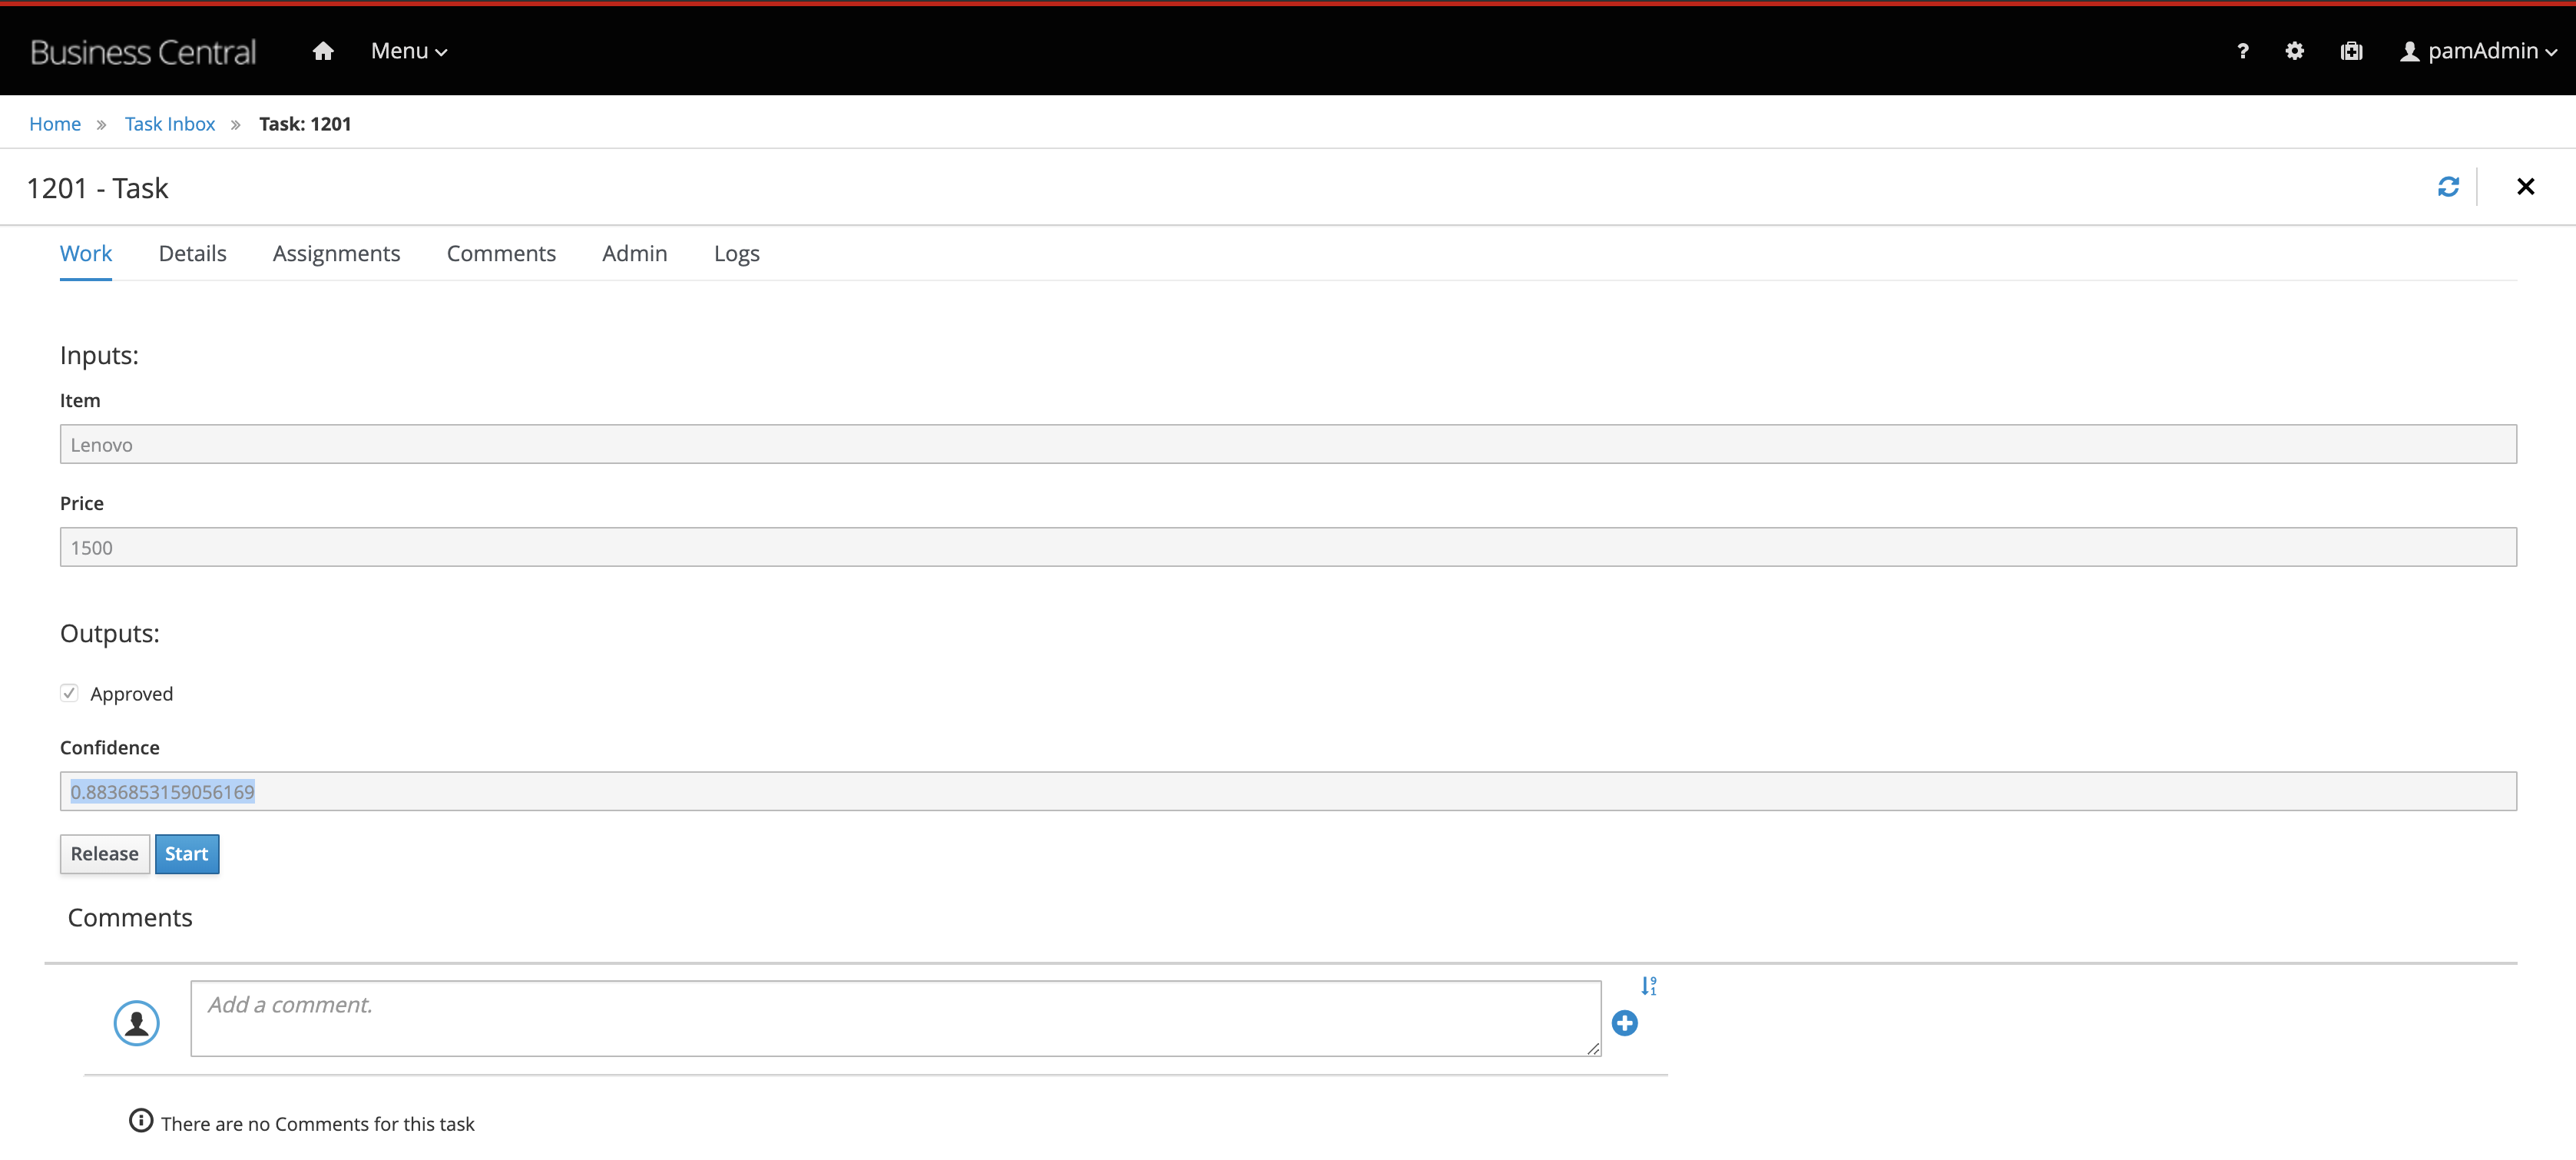 Business Central Menu ? pamAdmin
Home » Task Inbox » Task: 1201
1201 - Task
Work Details Assignments Comments Admin Logs
Inputs:
Item
Lenovo
Price
1500
Outputs:
Approved
Confidence
0.8836853159056169
Release Start
Comments
9
1
Add a comment.
There are no Comments for this task